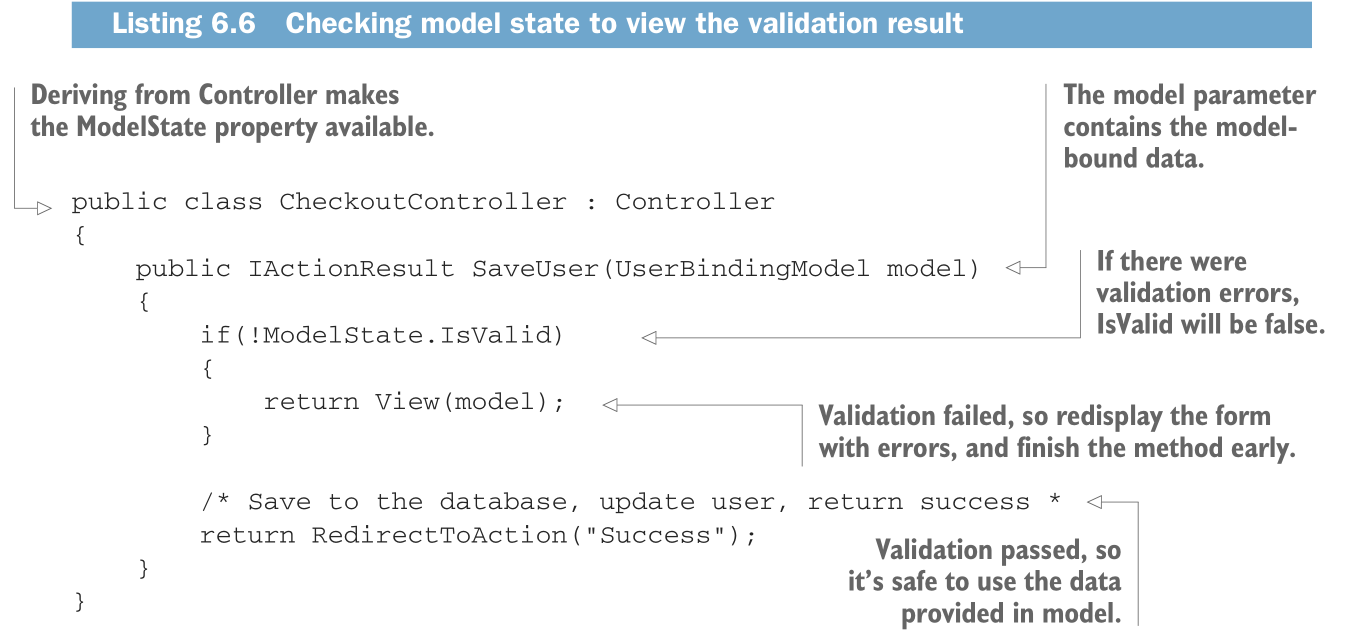 Listing 6.6 Checking model state to view the validation result
Deriving from Controller makes
the ModelState property available.
The model parameter
contains the model-
bound data.
public class CheckoutController : Controller
{
public IActionResult SaveUser(UserBindingModel model)
{
If there were
validation errors,
IsValid will be false.
if(!ModelState.IsValid)
{
return View(model);
}
Validation failed, so redisplay the form
with errors, and finish the method early.
/* Save to the database, update user, return success *
return RedirectToAction("Success");
}
}
Validation passed, so
it's safe to use the data
provided in model.